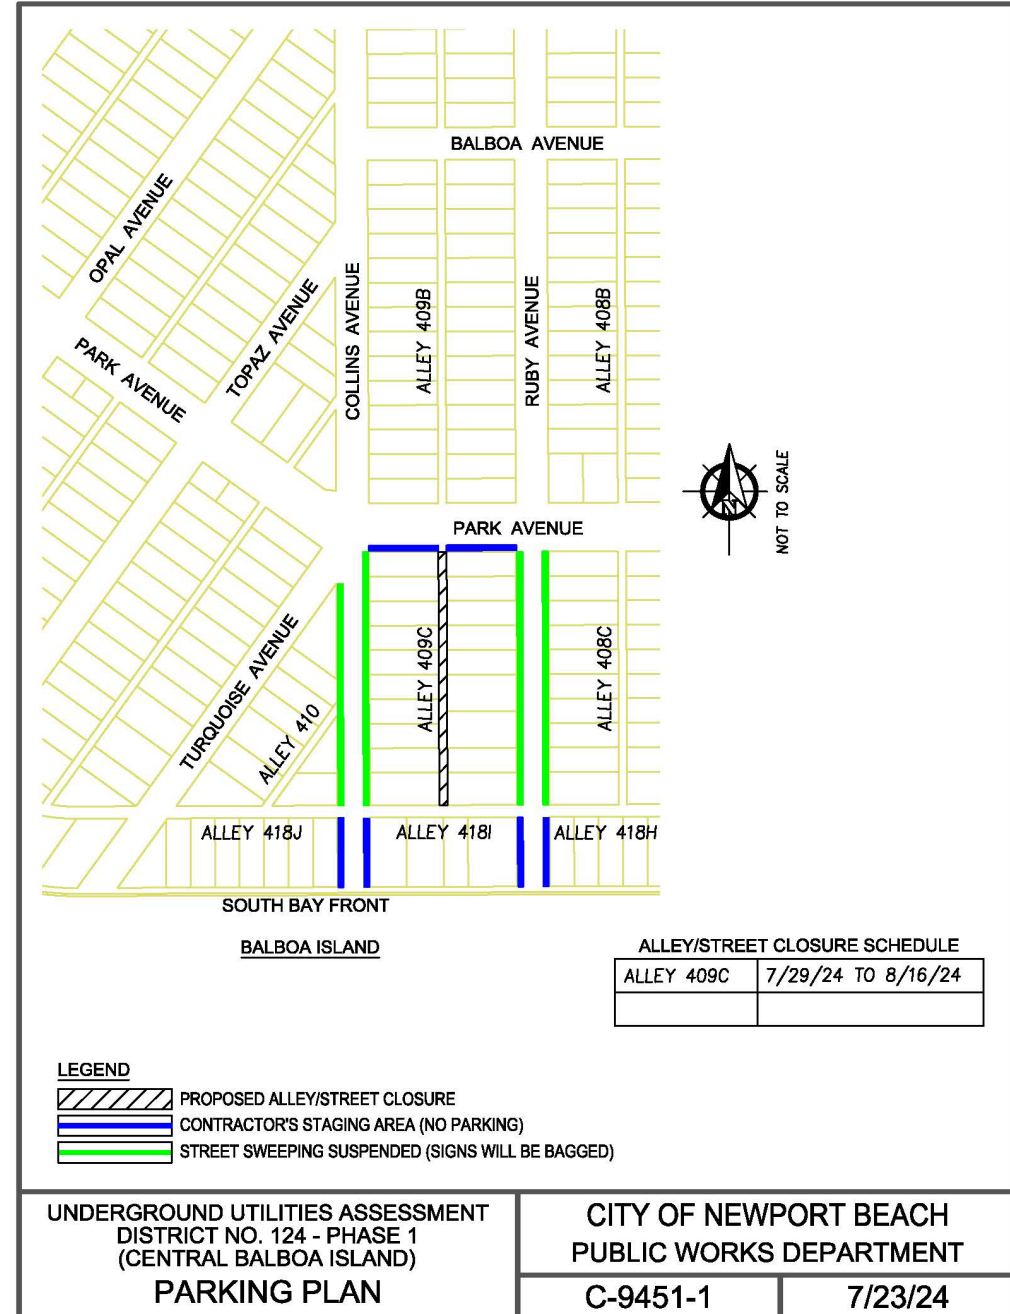 BALBOA AVENUE
OPAL AVENUE
TOPAZ AVENUE
COLLINS AVENUE
ALLEY 409B
RUBY AVENUE
ALLEY 408B
PARK AVENUE
NOT TO SCALE
N
PARK AVENUE
TURQUOISE AVENUE
ALLEY 410
ALLEY 409C
ALLEY 408C
ALLEY 418J
ALLEY 418I
ALLEY 418H
SOUTH BAY FRONT
BALBOA ISLAND
ALLEY/STREET CLOSURE SCHEDULE
ALLEY 409C 7/29/24 TO 8/16/24
LEGEND
PROPOSED ALLEY/STREET CLOSURE
CONTRACTOR'S STAGING AREA (NO PARKING)
STREET SWEEPING SUSPENDED (SIGNS WILL BE BAGGED)
UNDERGROUND UTILITIES ASSESSMENT
DISTRICT NO. 124 - PHASE 1
(CENTRAL BALBOA ISLAND)
PARKING PLAN
CITY OF NEWPORT BEACH
PUBLIC WORKS DEPARTMENT
C-9451-1
7/23/24